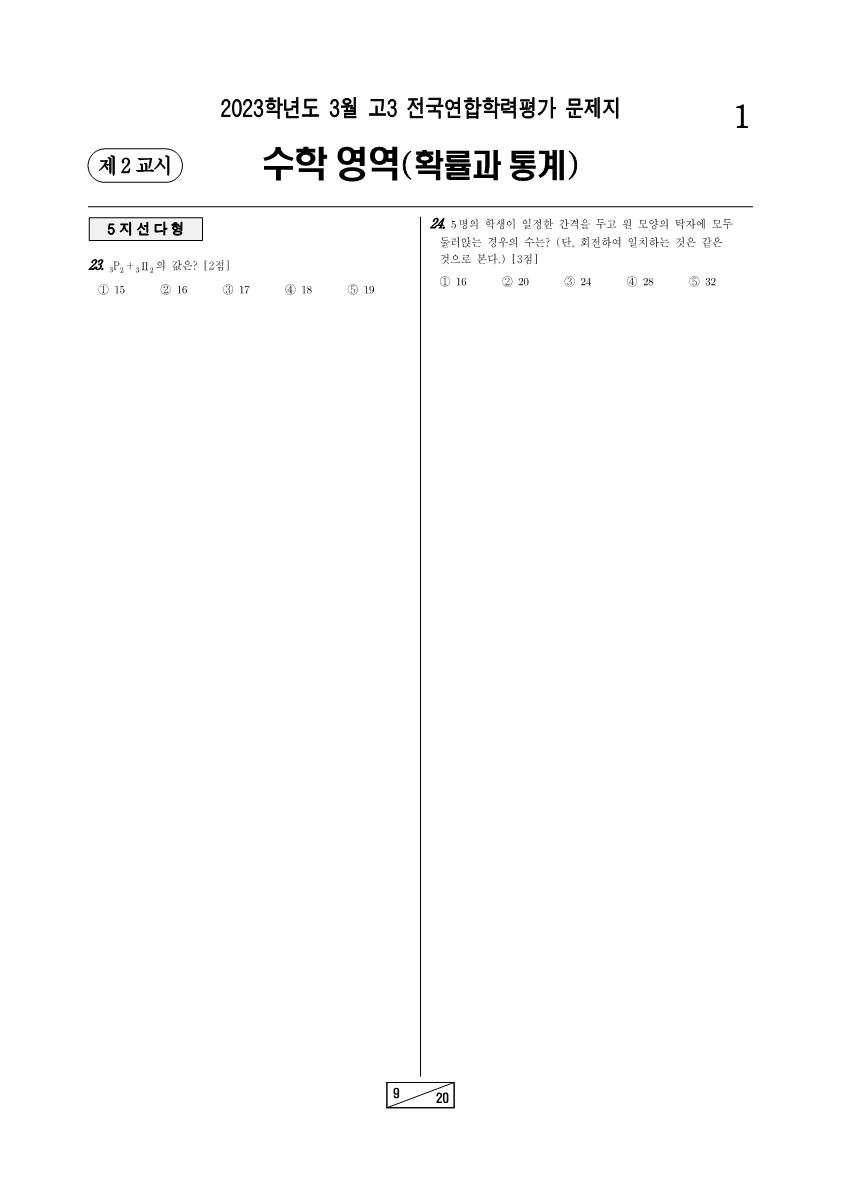 2023학년도 3월 고3 전국연합학력평가 문제지
1
제 2 교시
수학 영역(확률과 통계)
5 지 선 다 형
23. ₃P₂+₃Π₂의 값은? [2점]
① 15 ② 16 ③ 17 ④ 18 ⑤ 19
24. 5명의 학생이 일정한 간격을 두고 원 모양의 탁자에 모두
둘러앉는 경우의 수는? (단, 회전하여 일치하는 것은 같은
것으로 본다.) [3점]
① 16 ② 20 ③ 24 ④ 28 ⑤ 32
9
20